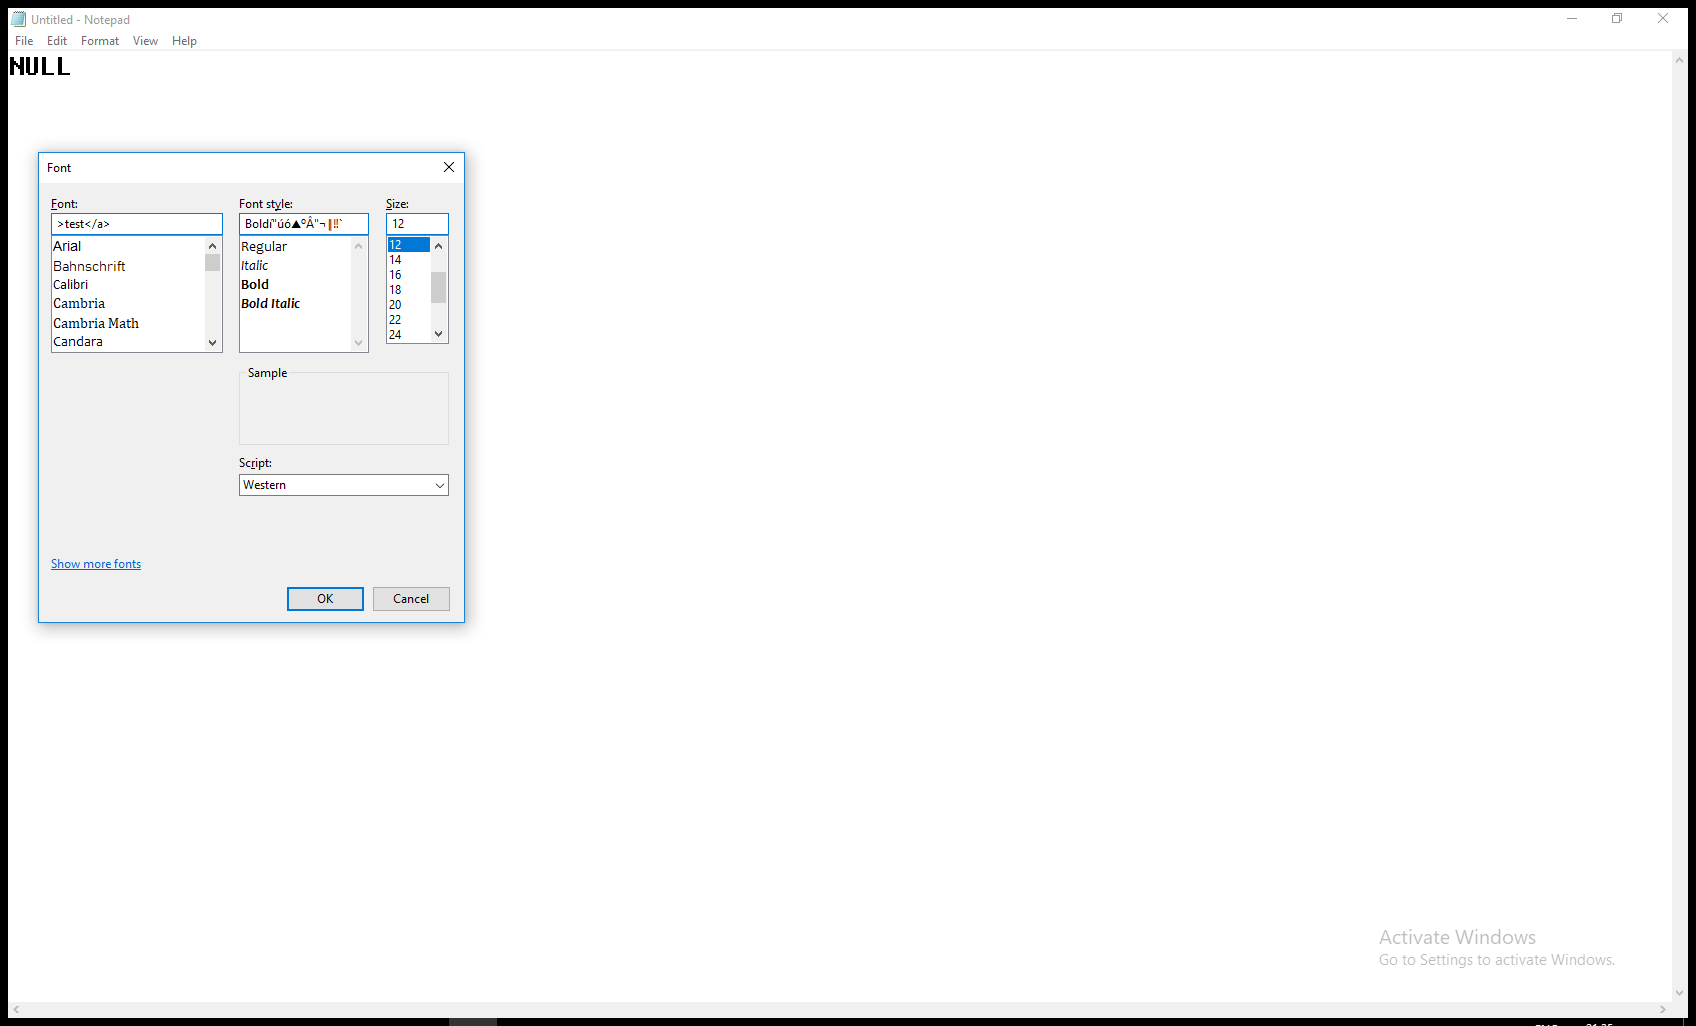 Untitled - Notepad
File Edit Format View Help
NULL
Font
Font: Font style: Size:
>test</a> Boldí"úó▲ºÂ"¬ 12
Arial Regular 12
Bahnschrift Italic 14
Calibri Bold 16
Cambria Bold Italic 18
Cambria Math 20
Candara 22
24
Sample
Script:
Western
Show more fonts
OK Cancel
Activate Windows
Go to Settings to activate Windows.